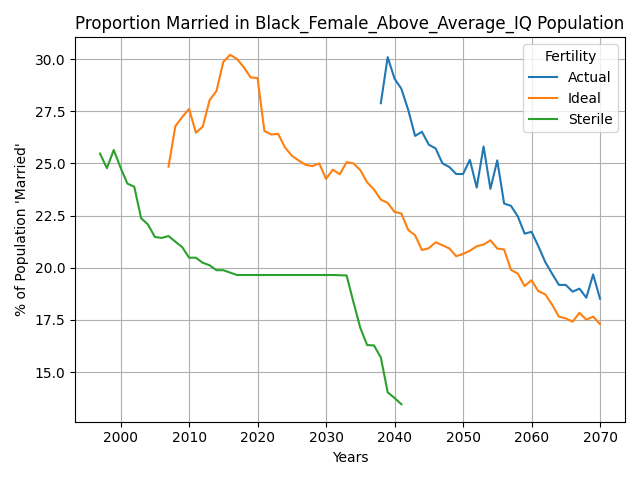 Proportion Married in Black_Female_Above_Average_IQ Population
Fertility
Actual
Ideal
Sterile
% of Population 'Married'
30.0
27.5
25.0
22.5
20.0
17.5
15.0
2000
2010
2020
2030
2040
2050
2060
2070
Years